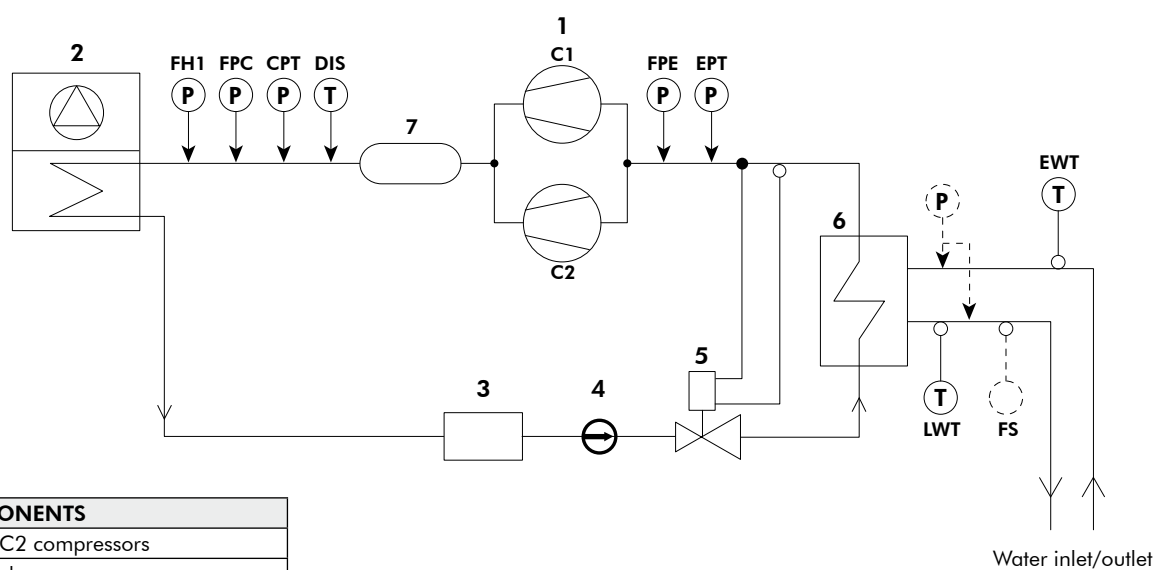 1
2
C1
FH1 FPC CPT DIS
FPE EPT
P P P T
P P
7
EWT
T
P
6
C2
5
3 4
T
LWT FS
ONENTS
C2 compressors
Water inlet/outlet